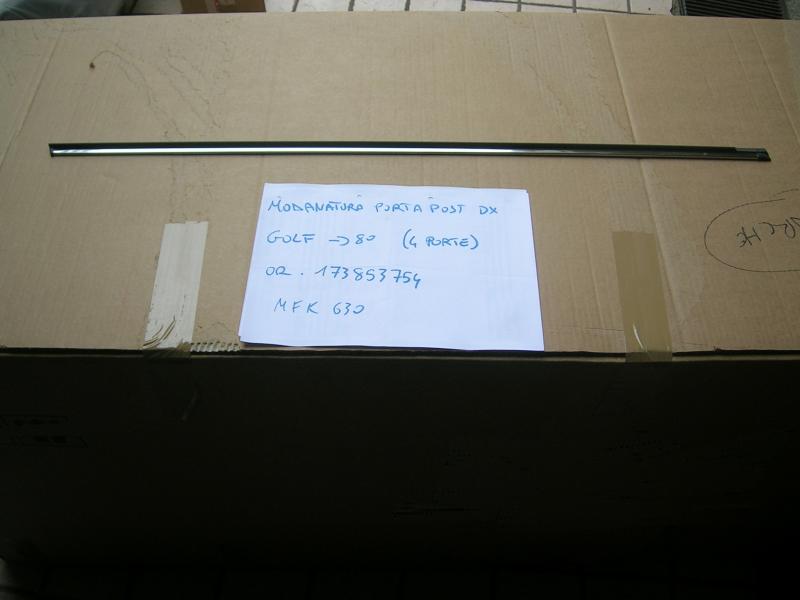 MODANATURA PORTA POST DX
GOLF → 80 (4 PORTE)
OR. 173853754
MFK 630